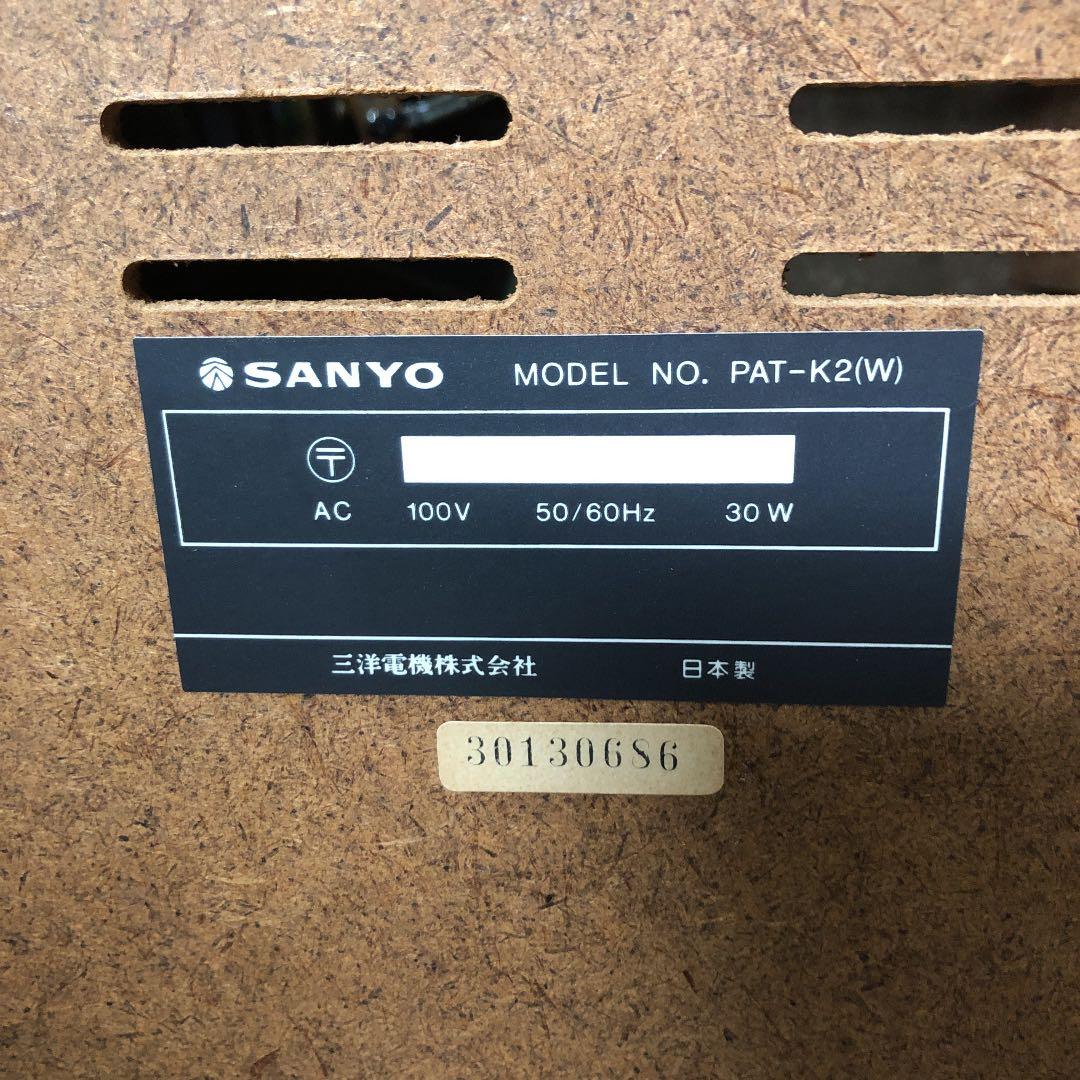 SANYO MODEL NO. PAT-K2(W)
〒
AC 100V 50/60Hz 30W
三洋電機株式会社 日本製
30130686